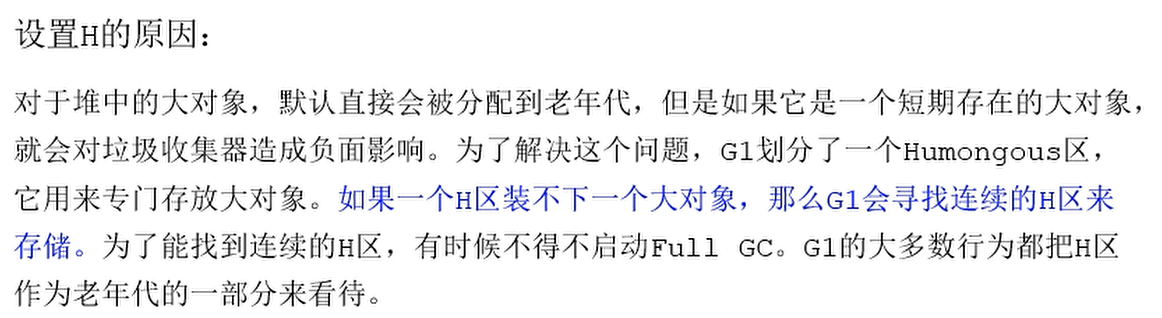 设置H的原因：
对于堆中的大对象，默认直接会被分配到老年代，但是如果它是一个短期存在的大对象，
就会对垃圾收集器造成负面影响。为了解决这个问题，G1划分了一个Humongous区，
它用来专门存放大对象。如果一个H区装不下一个大对象，那么G1会寻找连续的H区来
存储。为了能找到连续的H区，有时候不得不启动Full GC。G1的大多数行为都把H区
作为老年代的一部分来看待。